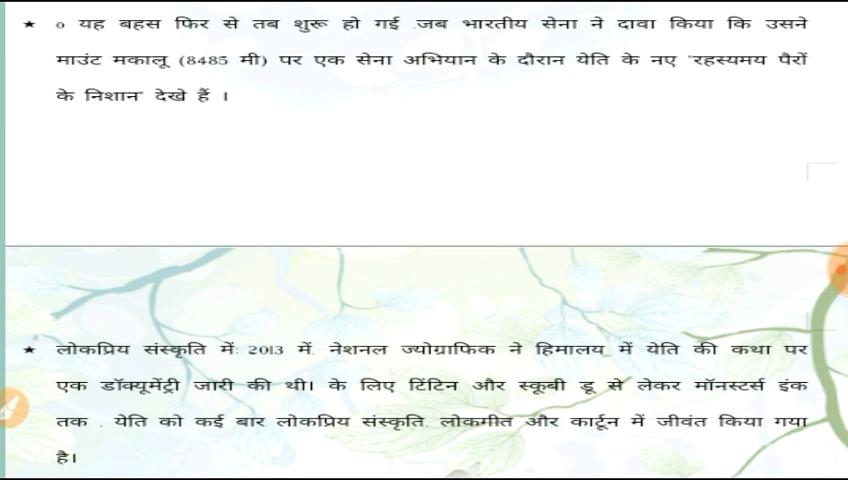 ★ o यह बहस फिर से तब शुरू हो गई .जब भारतीय सेना ने दावा किया कि उसने
माउंट मकालू (8485 मी) पर एक सेना अभियान के दौरान येति के नए "रहस्यमय पैरों
के निशान" देखे हैं ।
★ लोकप्रिय संस्कृति में: 2013 में, नेशनल ज्योग्राफिक ने हिमालय में येति की कथा पर
एक डॉक्यूमेंट्री जारी की थी। के लिए टिंटिन और स्कूबी डू से लेकर मॉनस्टर्स इंक
तक . येति को कई बार लोकप्रिय संस्कृति, लोकगीत और कार्टून में जीवंत किया गया
है।